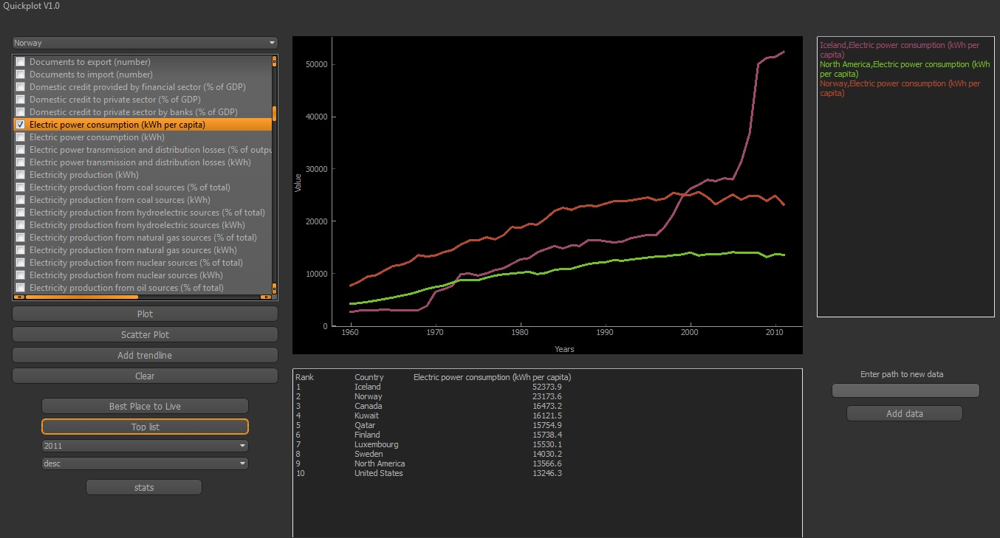 Quickplot V1.0
Norway
Documents to export (number)
Documents to import (number)
Domestic credit provided by financial sector (% of GDP)
Domestic credit to private sector (% of GDP)
Domestic credit to private sector by banks (% of GDP)
Electric power consumption (kWh per capita)
Electric power consumption (kWh)
Electric power transmission and distribution losses (% of outpu
Electric power transmission and distribution losses (kWh)
Electricity production (kWh)
Electricity production from coal sources (% of total)
Electricity production from coal sources (kWh)
Electricity production from hydroelectric sources (% of total)
Electricity production from hydroelectric sources (kWh)
Electricity production from natural gas sources (% of total)
Electricity production from natural gas sources (kWh)
Electricity production from nuclear sources (% of total)
Electricity production from nuclear sources (kWh)
Electricity production from oil sources (% of total)
Plot
Scatter Plot
Add trendline
Clear
Best Place to Live
Top list
2011
desc
stats
Value
50000
40000
30000
20000
10000
0
1960 1970 1980 1990 2000 2010
Years
Rank Country Electric power consumption (kWh per capita)
1 Iceland 52373.9
2 Norway 23173.6
3 Canada 16473.2
4 Kuwait 16121.5
5 Qatar 15754.9
6 Finland 15738.4
7 Luxembourg 15530.1
8 Sweden 14030.2
9 North America 13566.6
10 United States 13246.3
Iceland,Electric power consumption (kWh per
capita)
North America,Electric power consumption (kWh
per capita)
Norway,Electric power consumption (kWh per
capita)
Enter path to new data
Add data